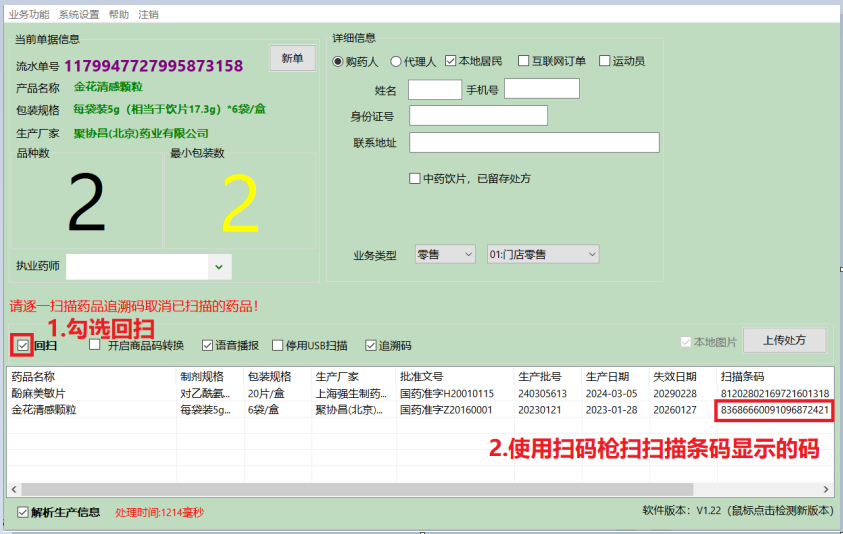 业务功能 系统设置 帮助 注销
当前单据信息
流水单号 1179947727995873158
新单
产品名称 金花清感颗粒
包装规格 每袋装5g（相当于饮片17.3g）*6袋/盒
生产厂家 聚协昌(北京)药业有限公司
品种数 最小包装数
2 2
执业药师
详细信息
购药人 代理人 本地居民 互联网订单 运动员
姓名 手机号
身份证号
联系地址
中药饮片，已留存处方
业务类型 零售 01:门店零售
请逐一扫描药品追溯码取消已扫描的药品！
1.勾选回扫
回扫 开启商品码转换 语音播报 停用USB扫描 追溯码 本地图片 上传处方
药品名称 制剂规格 包装规格 生产厂家 批准文号 生产批号 生产日期 失效日期 扫描条码
酚麻美敏片 对乙酰氨... 20片/盒 上海强生制药... 国药准字H20010115 240305613 2024-03-05 20290228 81202802169721601318
金花清感颗粒 每袋装5g... 6袋/盒 聚协昌(北京)... 国药准字Z20160001 20230121 2023-01-28 20260127 83686660091096872421
2.使用扫码枪扫扫描条码显示的码
解析生产信息 处理时间:1214毫秒 软件版本：V1.22（鼠标点击检测新版本）